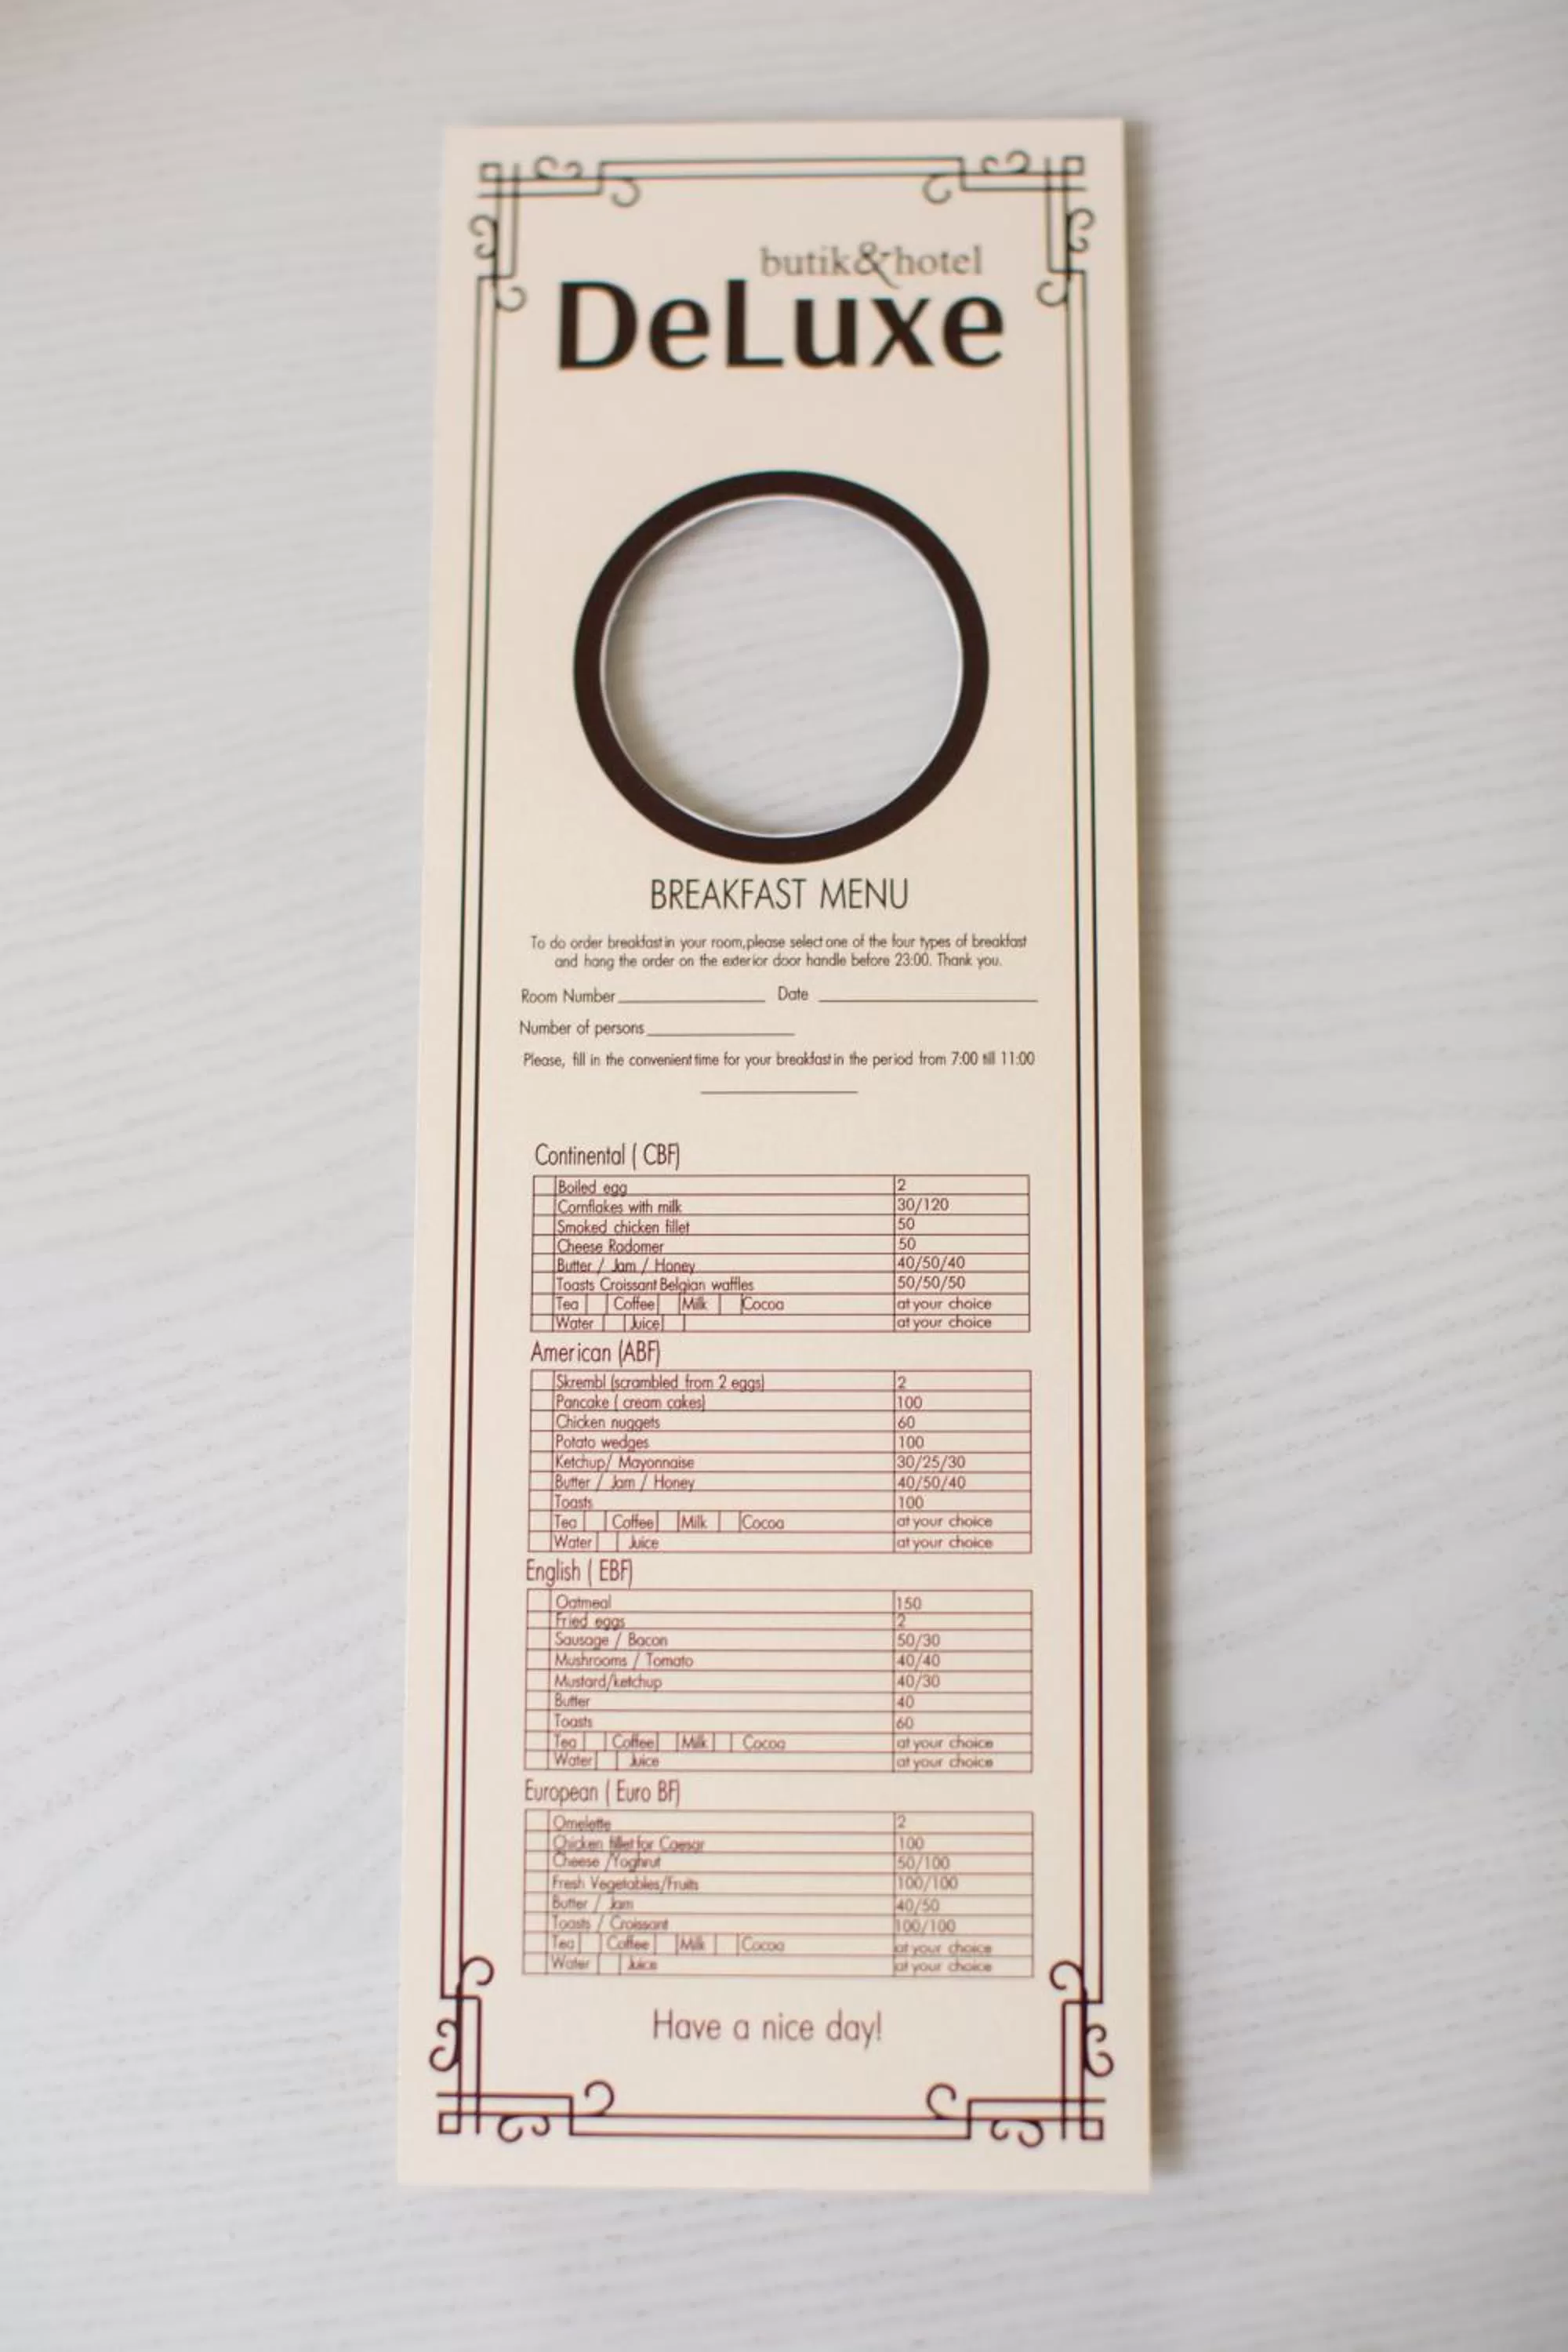 butik&hotel
DeLuxe
BREAKFAST MENU
To do order breakfast in your room,please select one of the four types of breakfast
and hang the order on the exterior door handle before 23:00. Thank you.
Room Number Date
Number of persons
Please, fill in the convenient time for your breakfast in the period from 7:00 till 11:00
Continental ( CBF)
Boiled egg 2
Cornflakes with milk 30/120
Smoked chicken fillet 50
Cheese Radomer 50
Butter / Jam / Honey 40/50/40
Toasts Croissant Belgian waffles 50/50/50
Tea Coffee Milk Cocoa at your choice
Water Juice at your choice
American (ABF)
Skrembl (scrambled from 2 eggs) 2
Pancake ( cream cakes) 100
Chicken nuggets 60
Potato wedges 100
Ketchup/ Mayonnaise 30/25/30
Butter / Jam / Honey 40/50/40
Toasts 100
Tea Coffee Milk Cocoa at your choice
Water Juice at your choice
English ( EBF)
Oatmeal 150
Fried eggs 2
Sausage / Bacon 50/30
Mushrooms / Tomato 40/40
Mustard/ketchup 40/30
Butter 40
Toasts 60
Tea Coffee Milk Cocoa at your choice
Water Juice at your choice
European ( Euro BF)
Omelette 2
Chicken fillet for Caesar 100
Cheese /Yoghrut 50/100
Fresh Vegetables/Fruits 100/100
Butter / Jam 40/50
Toasts / Croissant 100/100
Tea Coffee Milk Cocoa at your choice
Water Juice at your choice
Have a nice day!